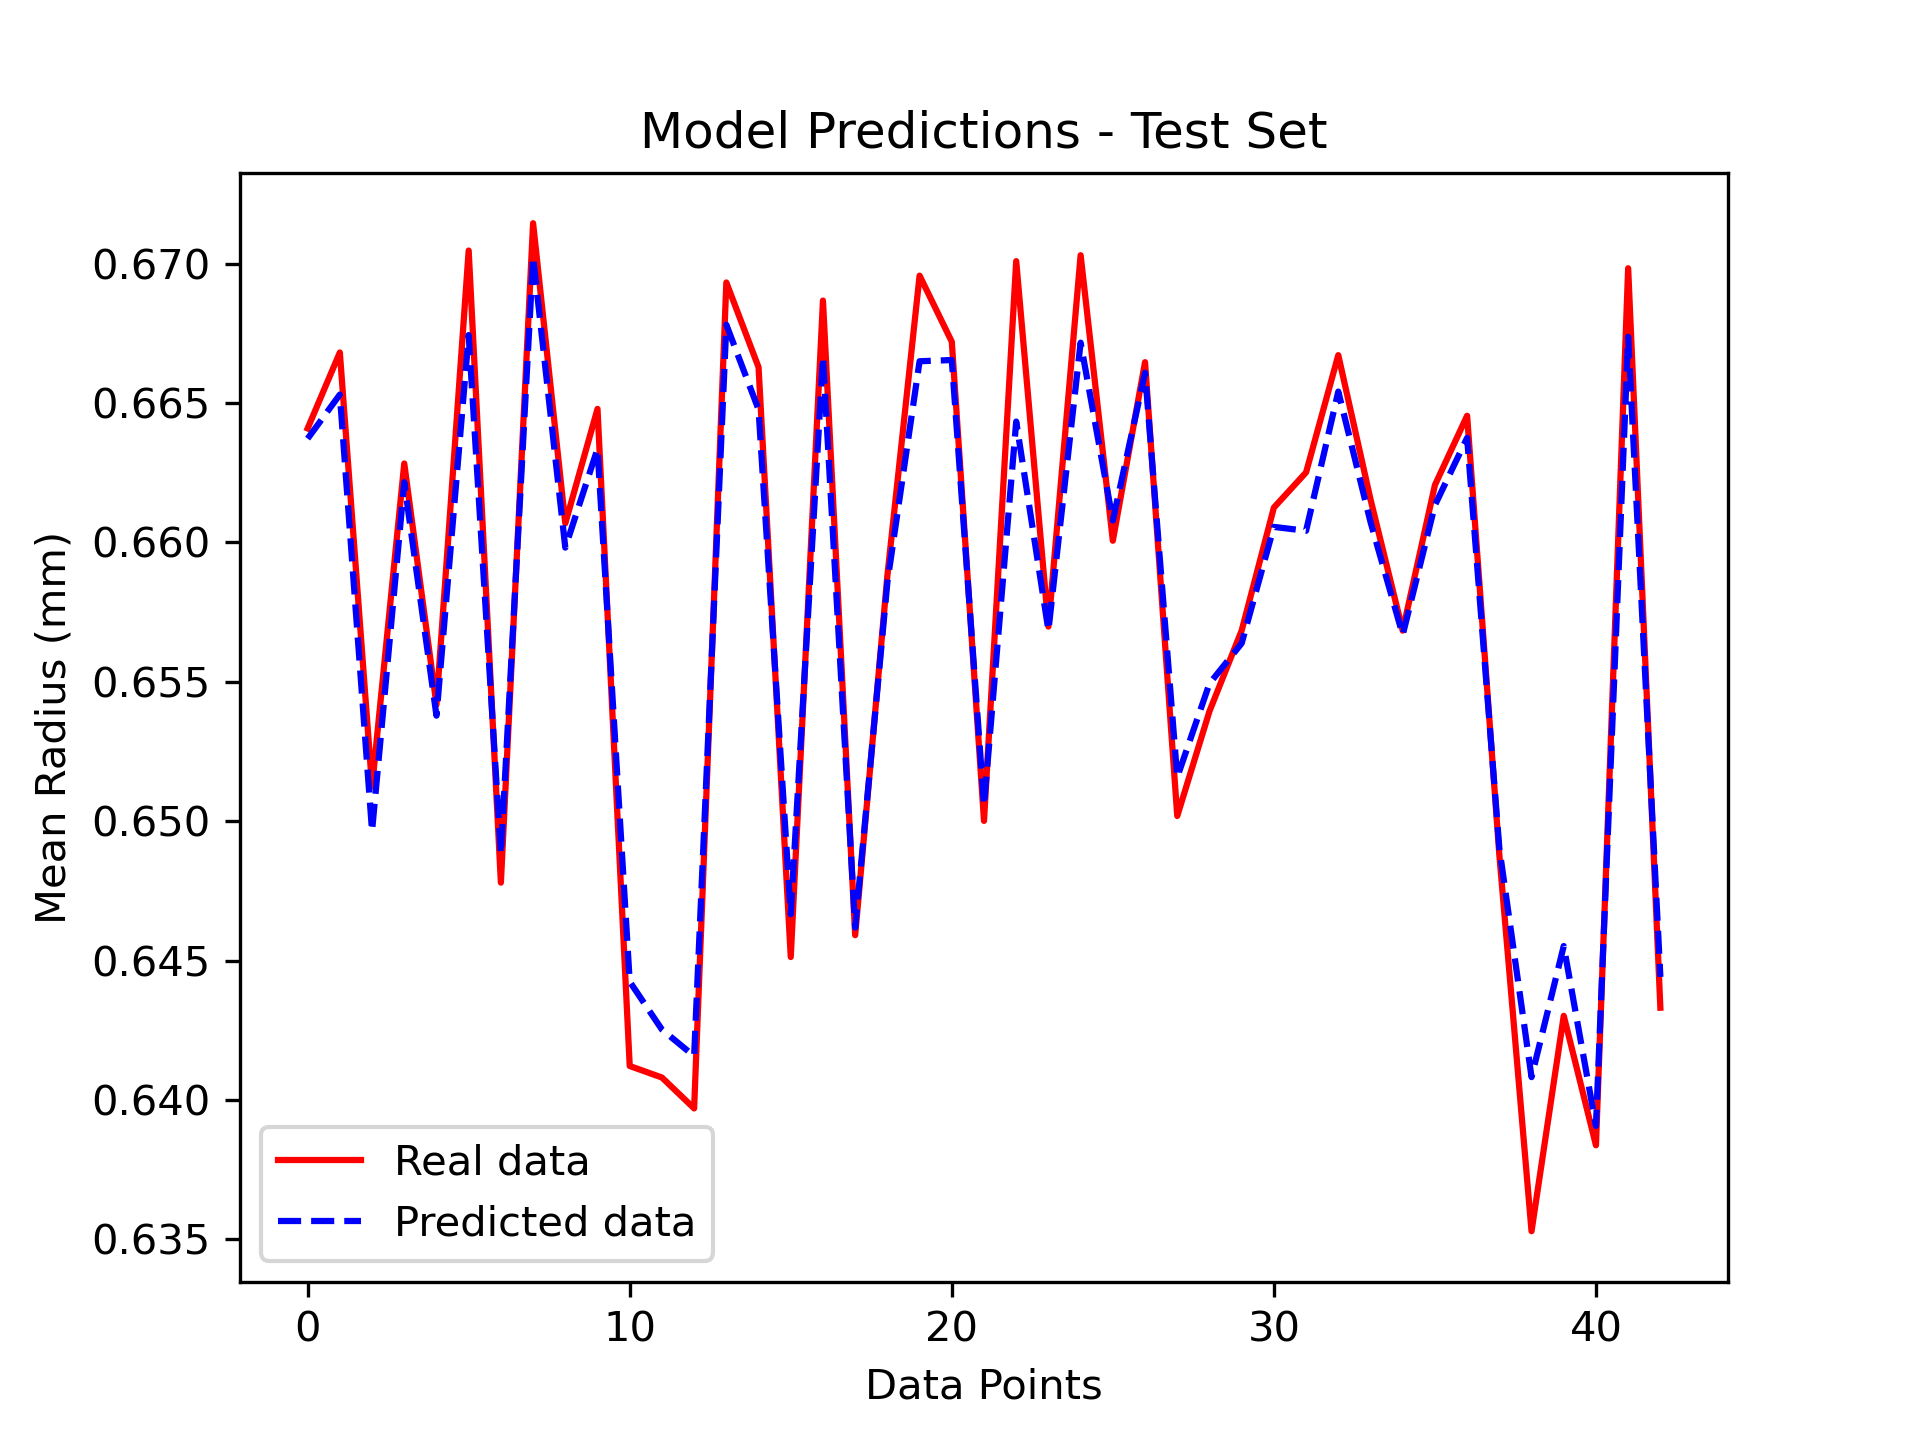 Model Predictions - Test Set
0.670
0.665
0.660
0.655
0.650
0.645
0.640
0.635
Mean Radius (mm)
Real data
Predicted data
0 10 20 30 40
Data Points